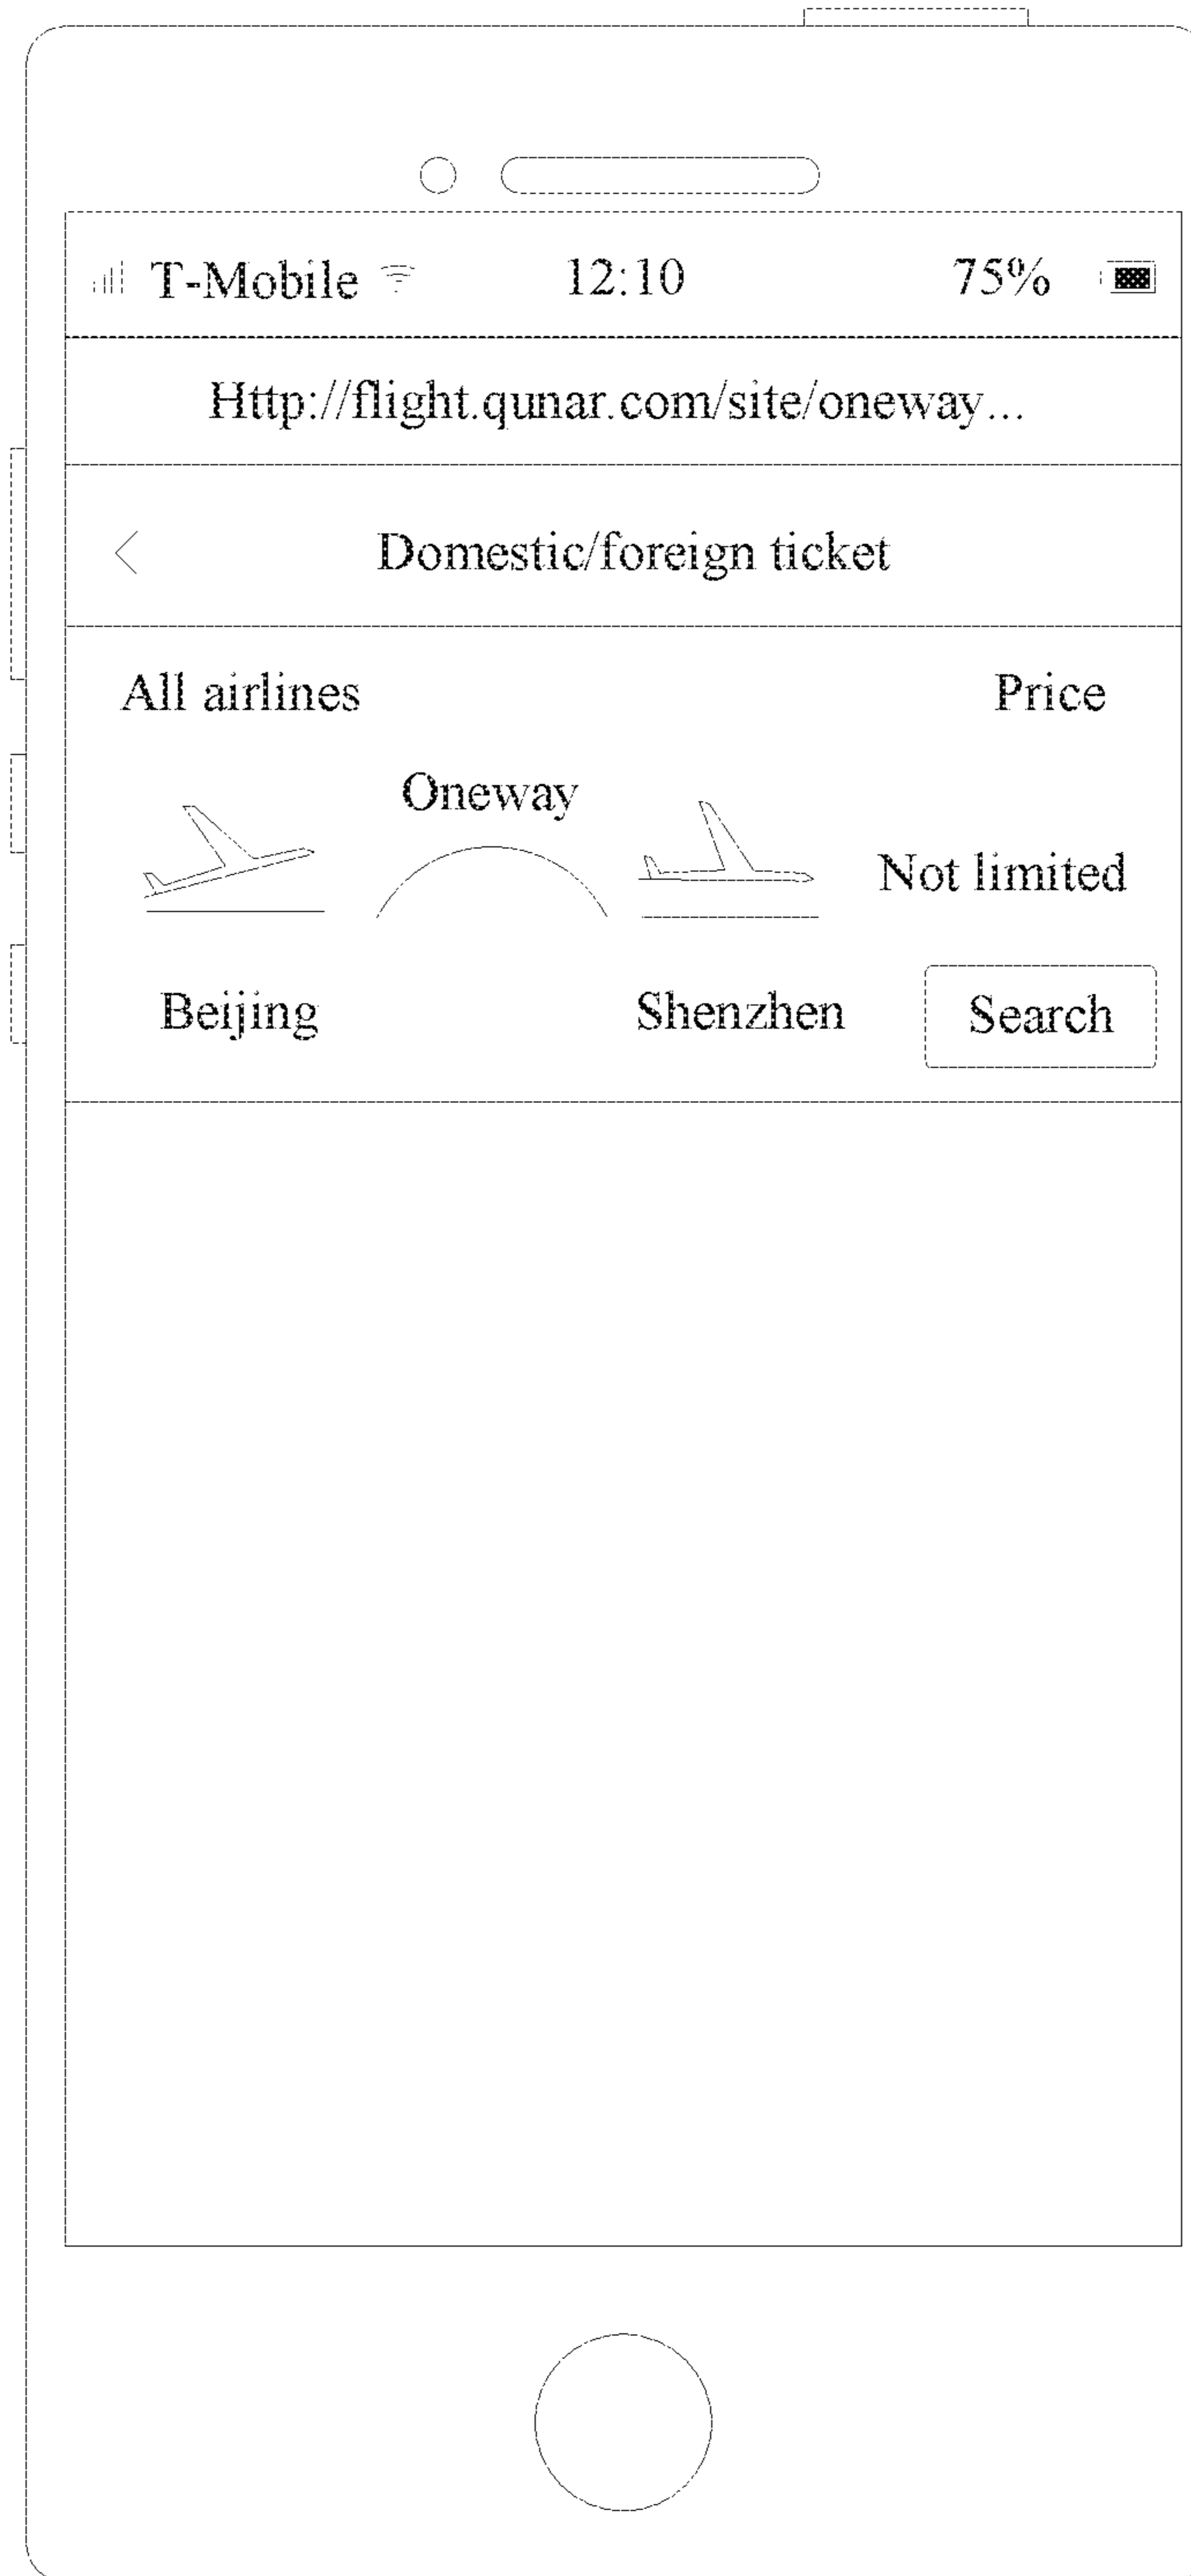 T-Mobile 12:10 75%
Http://flight.qunar.com/site/oneway...
Domestic/foreign ticket
All airlines Price
Oneway
Not limited
Beijing Shenzhen Search